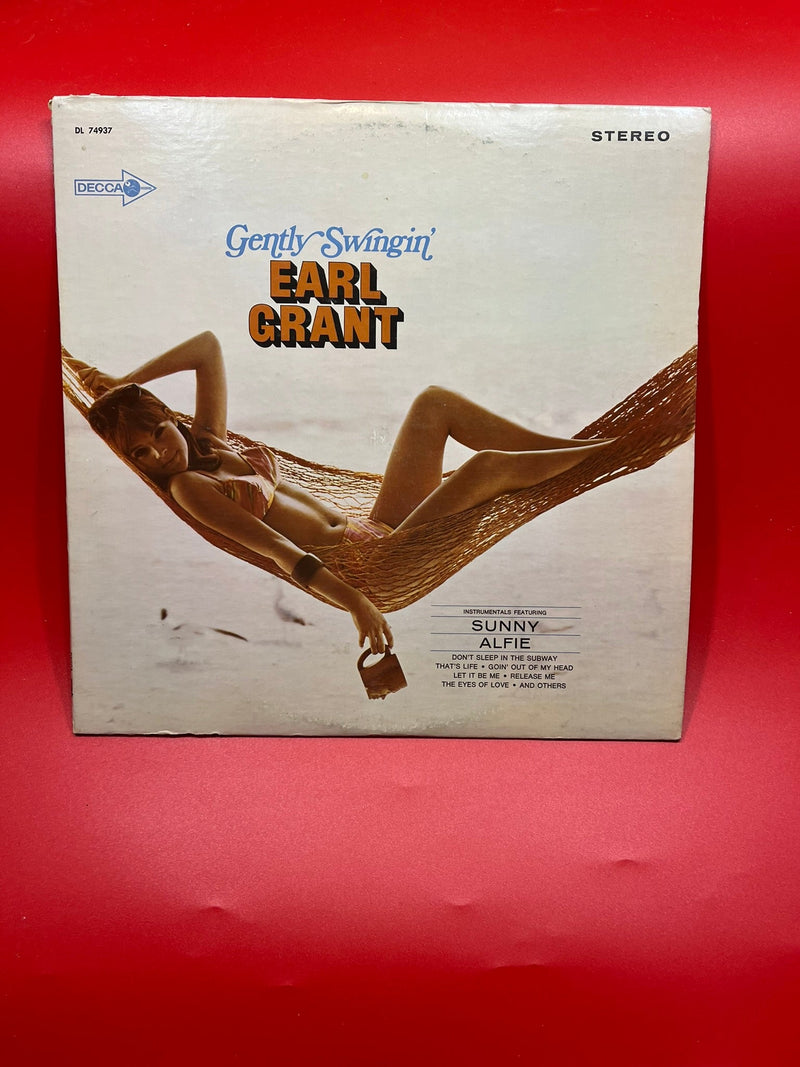 DL 74937
STEREO
DECCA
Gently Swingin'
EARL
GRANT
INSTRUMENTALS FEATURING
SUNNY
ALFIE
DON'T SLEEP IN THE SUBWAY
THAT'S LIFE • GOIN' OUT OF MY HEAD
LET IT BE ME • RELEASE ME
THE EYES OF LOVE • AND OTHERS